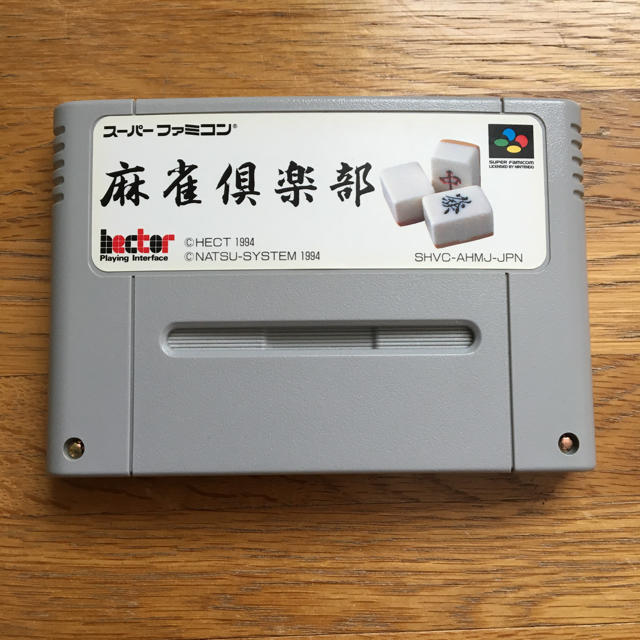 スーパーファミコン®
麻雀倶楽部
中
發
SUPER FAMICOM
LICENSED BY NINTENDO
hector
Playing Interface
©HECT 1994
©NATSU-SYSTEM 1994
SHVC-AHMJ-JPN